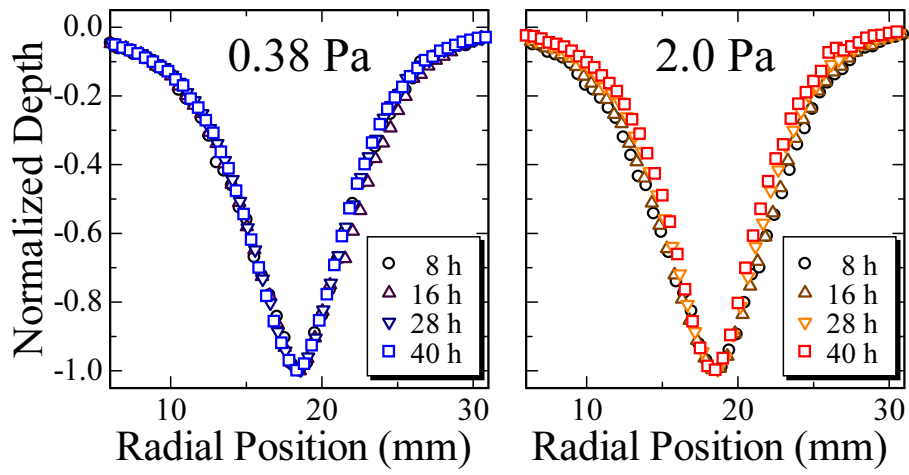 Normalized Depth
0.0
-0.2
-0.4
-0.6
-0.8
-1.0
0.38 Pa
8 h
16 h
28 h
40 h
10
20
30
Radial Position (mm)
2.0 Pa
8 h
16 h
28 h
40 h
10
20
30
Radial Position (mm)